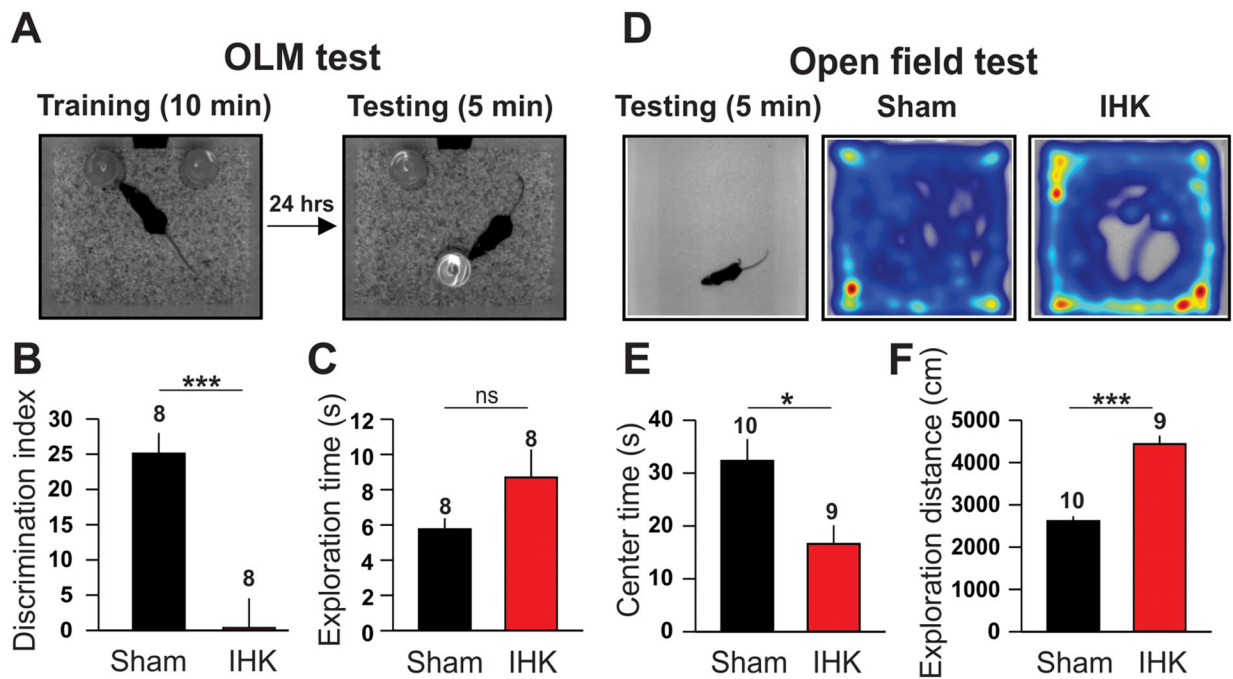 A
OLM test
Training (10 min)
Testing (5 min)
24 hrs
D
Open field test
Testing (5 min)
Sham
IHK
B
Discrimination index
30
25
20
15
10
5
0
***
8
8
Sham
IHK
C
Exploration time (s)
12
10
8
6
4
2
0
ns
8
8
Sham
IHK
E
Center time (s)
40
30
20
10
0
*
10
9
Sham
IHK
F
Exploration distance (cm)
5000
4000
3000
2000
1000
0
***
10
9
Sham
IHK